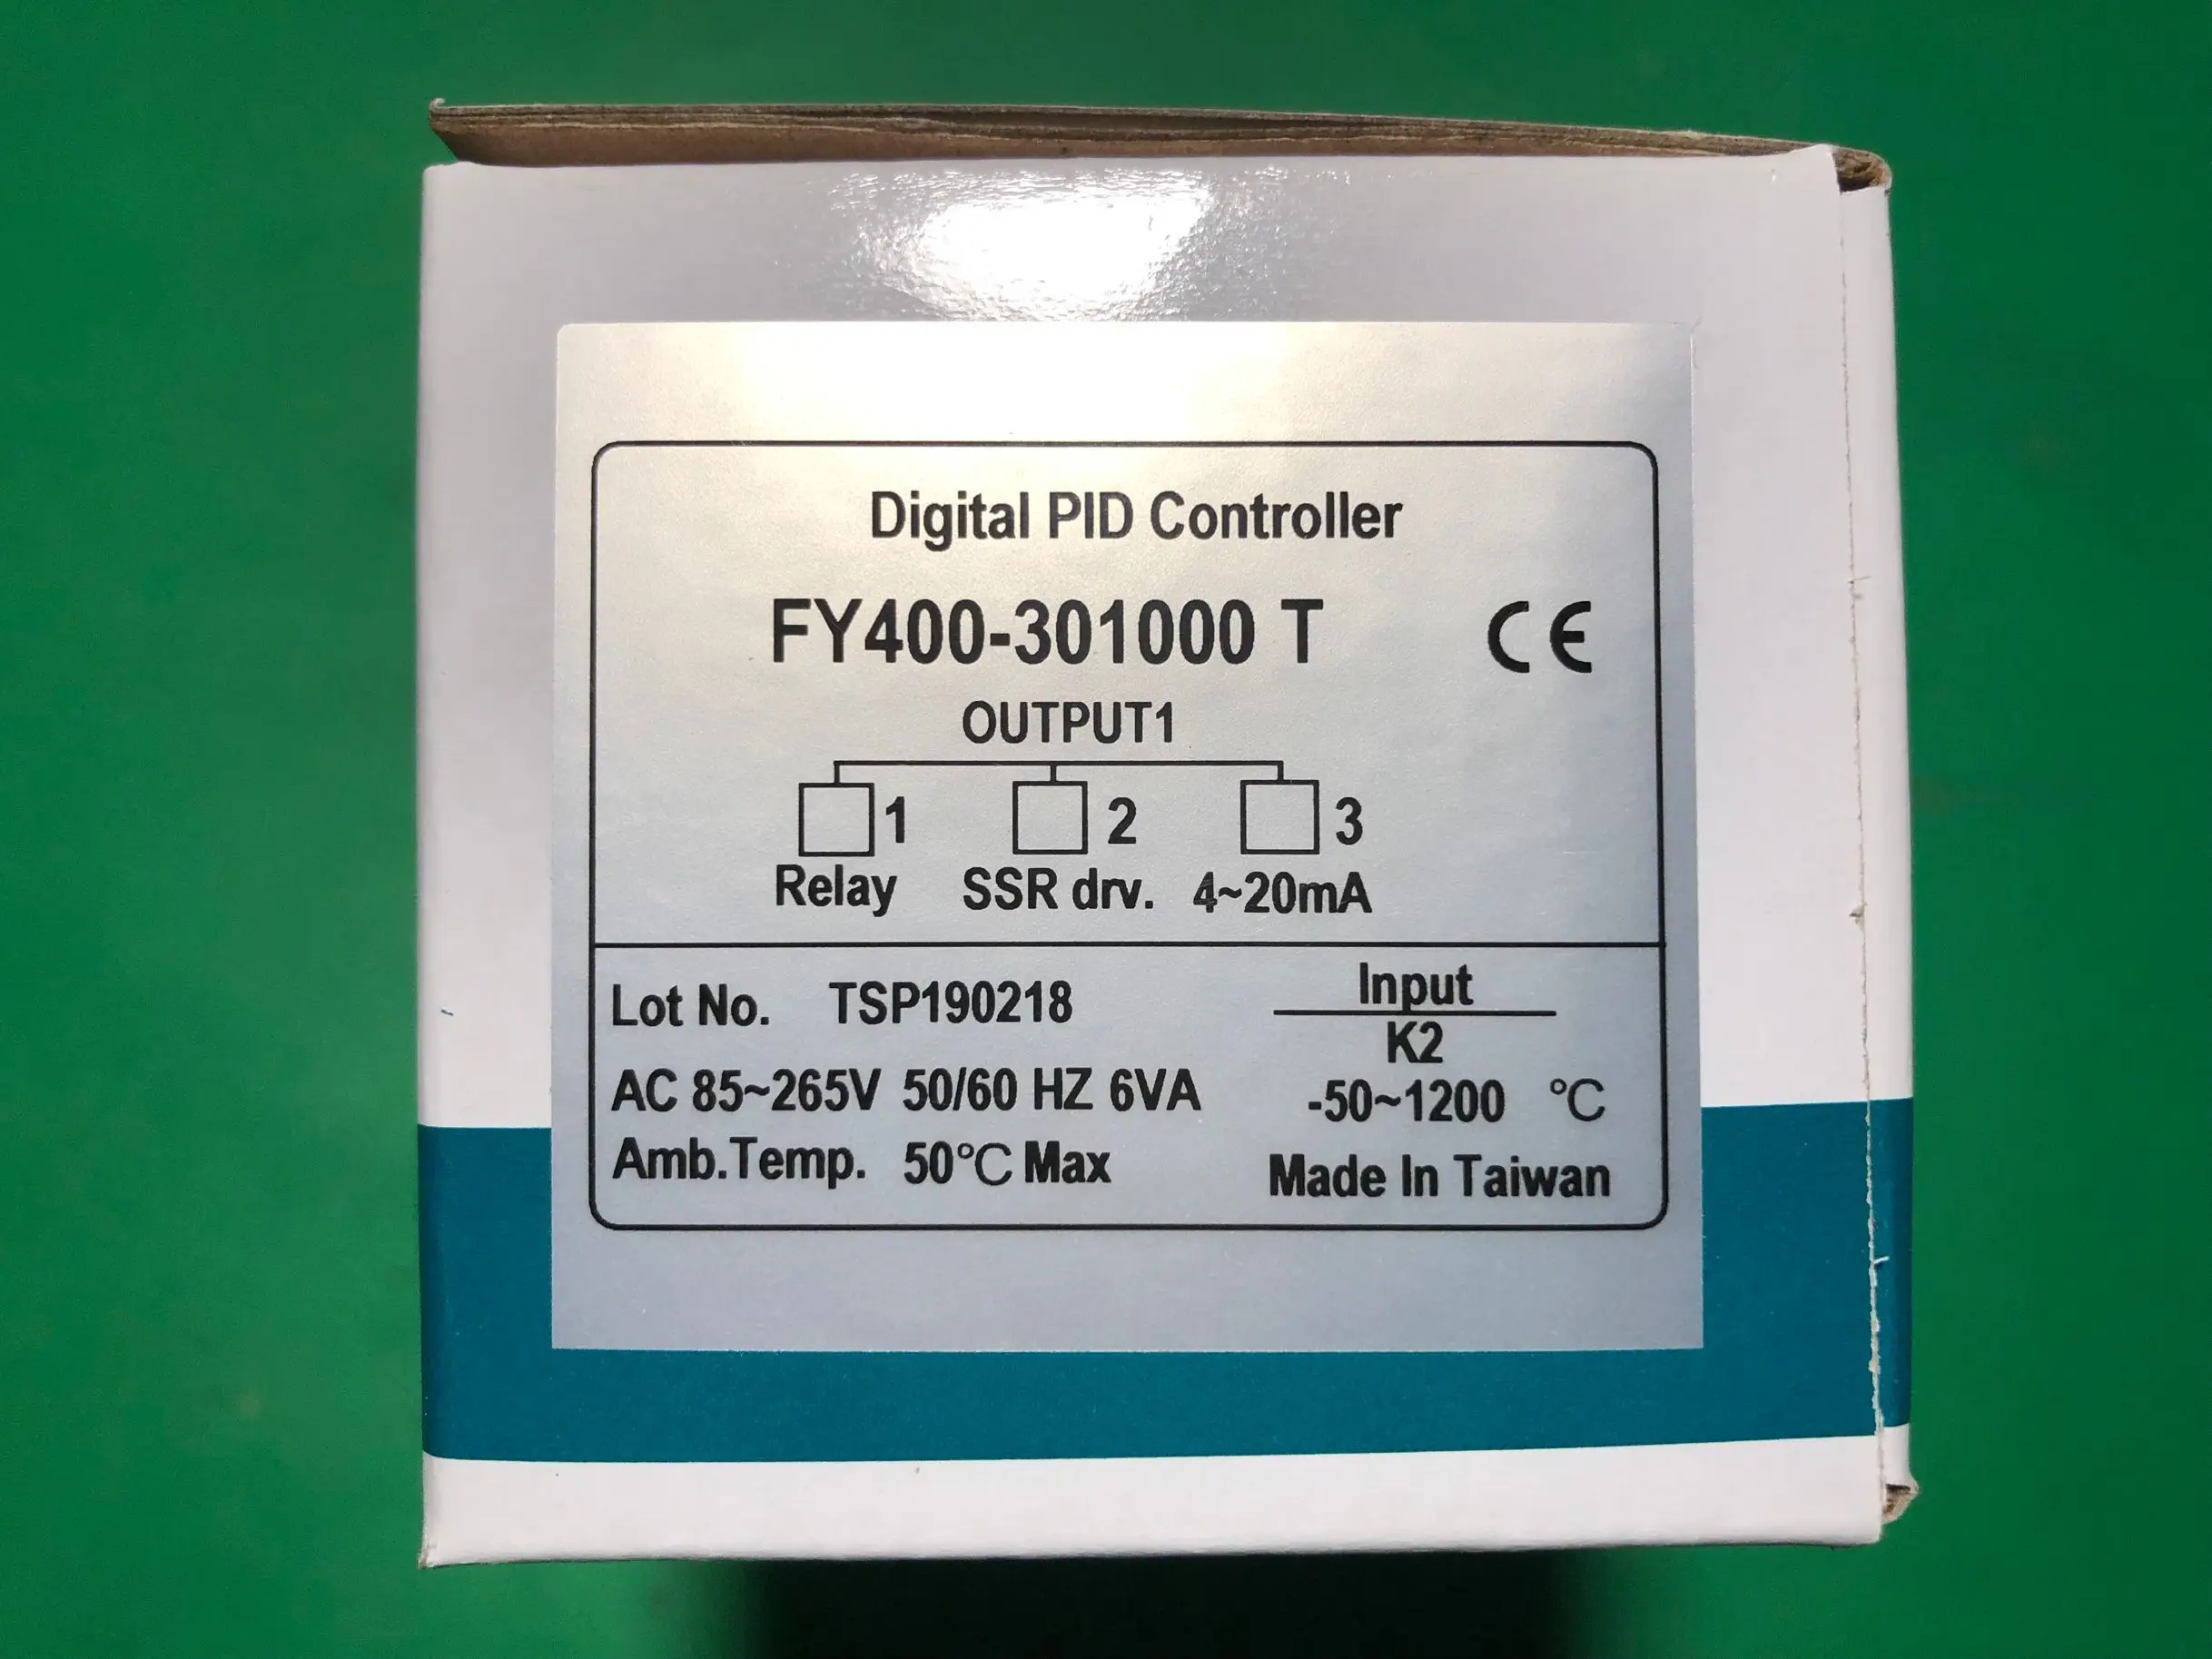 Digital PID Controller
FY400-301000 T CE
OUTPUT1
1 2 3
Relay SSR drv. 4~20mA
Lot No. TSP190218
Input
K2
AC 85~265V 50/60 HZ 6VA
-50~1200 °C
Amb.Temp. 50°C Max
Made In Taiwan